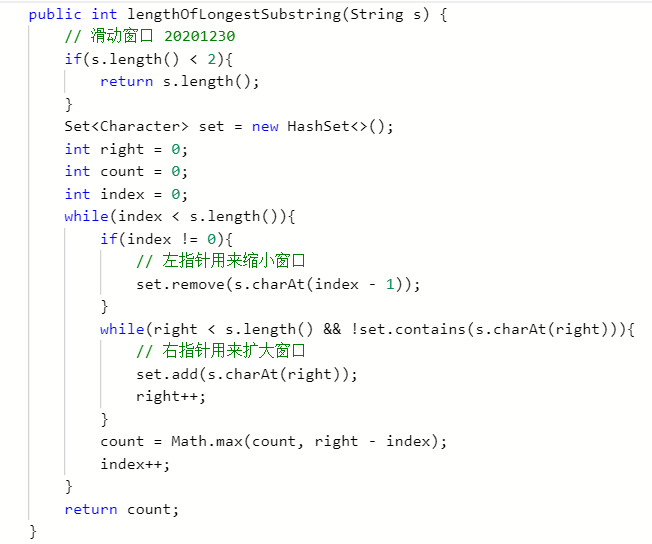 public int lengthOfLongestSubstring(String s) {
    // 滑动窗口 20201230
    if(s.length() < 2){
        return s.length();
    }
    Set<Character> set = new HashSet<>();
    int right = 0;
    int count = 0;
    int index = 0;
    while(index < s.length()){
        if(index != 0){
            // 左指针用来缩小窗口
            set.remove(s.charAt(index - 1));
        }
        while(right < s.length() && !set.contains(s.charAt(right))){
            // 右指针用来扩大窗口
            set.add(s.charAt(right));
            right++;
        }
        count = Math.max(count, right - index);
        index++;
    }
    return count;
}